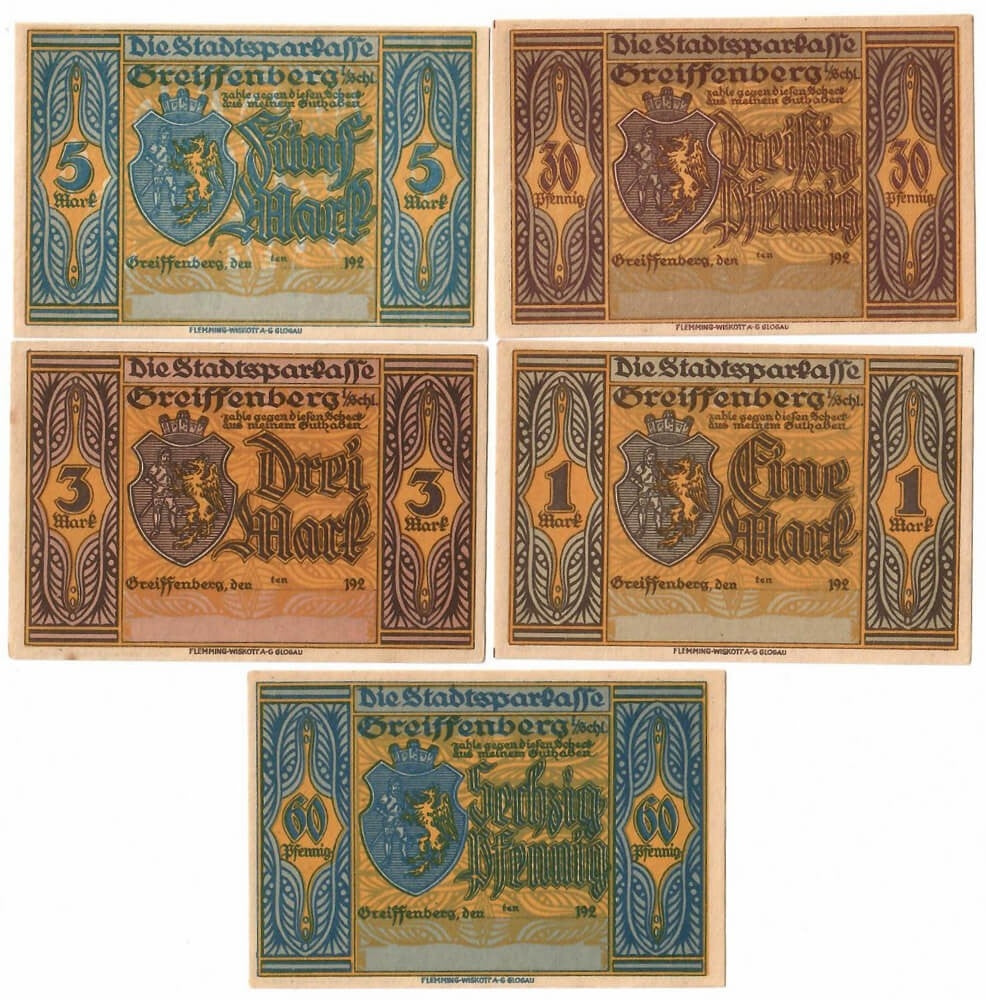 Die Stadtsparkasse
Greiffenberg i/Schl.
zahle gegen diesen Scheck
aus meinem Guthaben
Fünf
Mark
5
Mark
5
Mark
Greiffenberg, den ten 192
FLEMMING-WISKOTT A-G GLOGAU
Die Stadtsparkasse
Greiffenberg i/Schl.
zahle gegen diesen Scheck
aus meinem Guthaben
Dreißig
Pfennig
30
Pfennig
30
Pfennig
Greiffenberg, den ten 192
FLEMMING-WISKOTT A-G GLOGAU
Die Stadtsparkasse
Greiffenberg i/Schl.
zahle gegen diesen Scheck
aus meinem Guthaben
Drei
Mark
3
Mark
3
Mark
Greiffenberg, den ten 192
FLEMMING-WISKOTT A-G GLOGAU
Die Stadtsparkasse
Greiffenberg i/Schl.
zahle gegen diesen Scheck
aus meinem Guthaben
Eine
Mark
1
Mark
1
Mark
Greiffenberg, den ten 192
FLEMMING-WISKOTT A-G GLOGAU
Die Stadtsparkasse
Greiffenberg i/Schl.
zahle gegen diesen Scheck
aus meinem Guthaben
Sechzig
Pfennig
60
Pfennig
60
Pfennig
Greiffenberg, den ten 192
FLEMMING-WISKOTT A-G GLOGAU